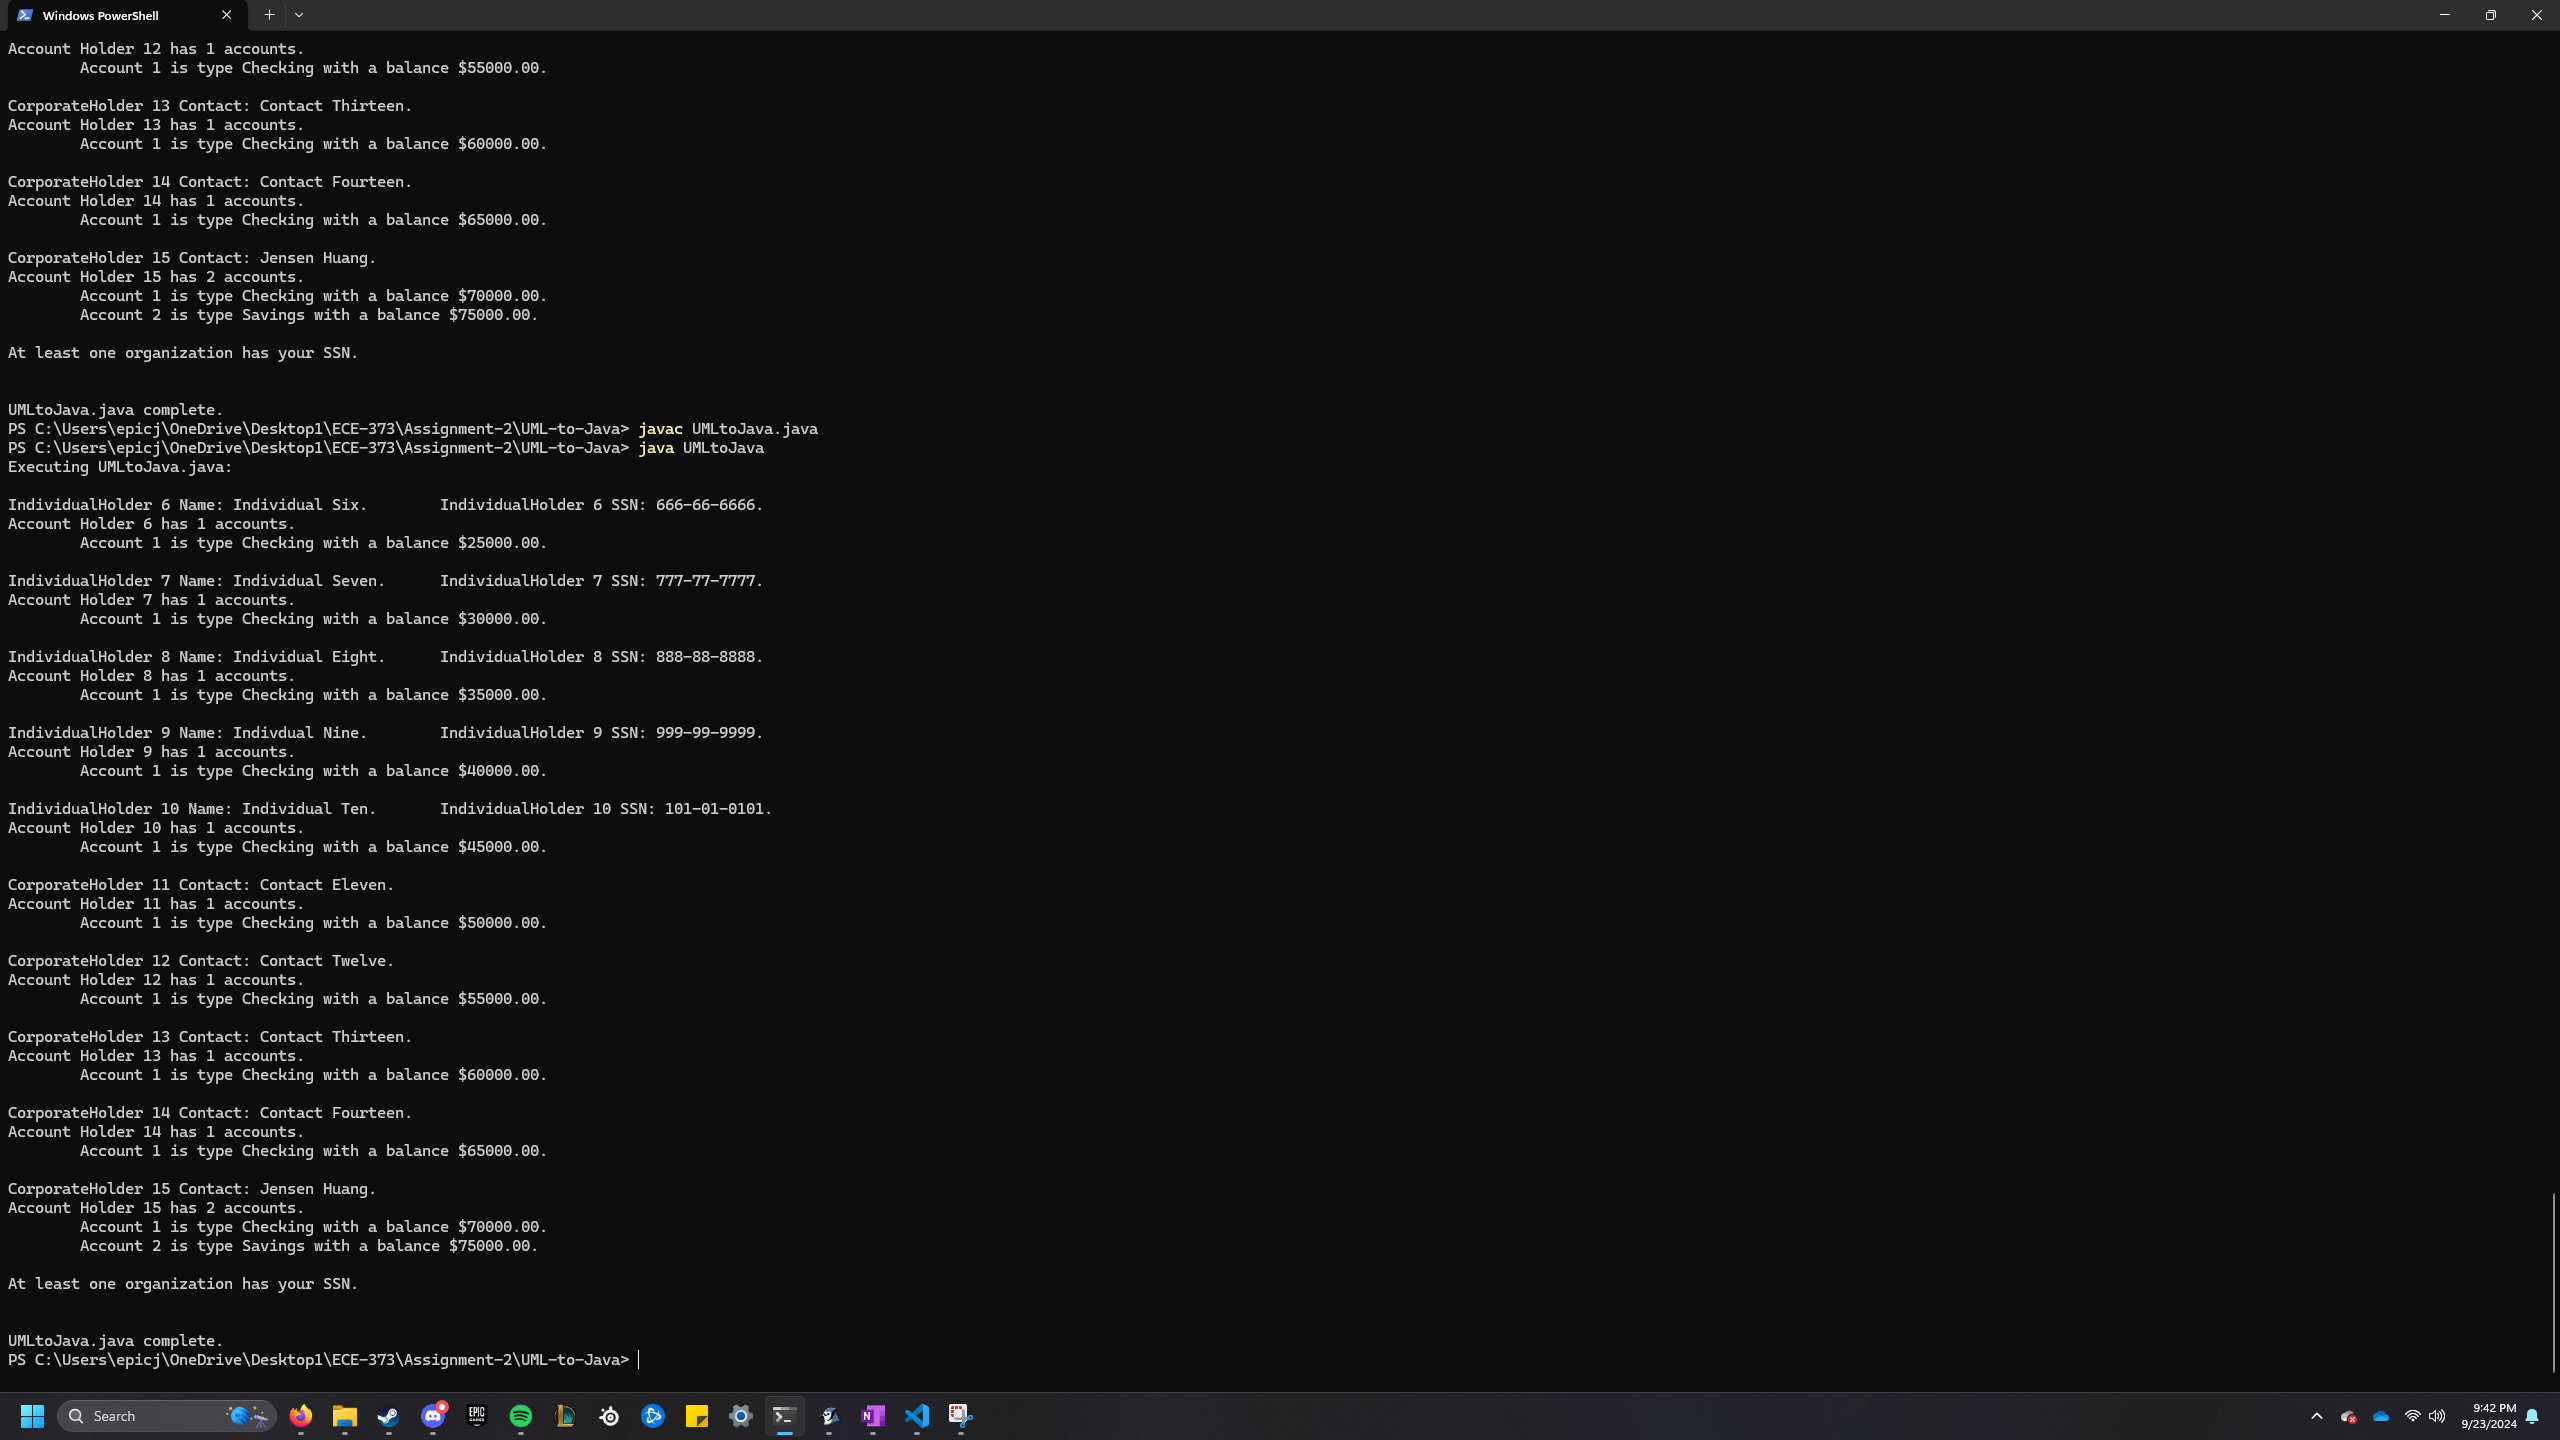 Windows PowerShell
Account Holder 12 has 1 accounts.
Account 1 is type Checking with a balance $55000.00.
CorporateHolder 13 Contact: Contact Thirteen.
Account Holder 13 has 1 accounts.
Account 1 is type Checking with a balance $60000.00.
CorporateHolder 14 Contact: Contact Fourteen.
Account Holder 14 has 1 accounts.
Account 1 is type Checking with a balance $65000.00.
CorporateHolder 15 Contact: Jensen Huang.
Account Holder 15 has 2 accounts.
Account 1 is type Checking with a balance $70000.00.
Account 2 is type Savings with a balance $75000.00.
At least one organization has your SSN.
UMLtoJava.java complete.
PS C:\Users\epicj\OneDrive\Desktop1\ECE-373\Assignment-2\UML-to-Java> javac UMLtoJava.java
PS C:\Users\epicj\OneDrive\Desktop1\ECE-373\Assignment-2\UML-to-Java> java UMLtoJava
Executing UMLtoJava.java:
IndividualHolder 6 Name: Individual Six. IndividualHolder 6 SSN: 666-66-6666.
Account Holder 6 has 1 accounts.
Account 1 is type Checking with a balance $25000.00.
IndividualHolder 7 Name: Individual Seven. IndividualHolder 7 SSN: 777-77-7777.
Account Holder 7 has 1 accounts.
Account 1 is type Checking with a balance $30000.00.
IndividualHolder 8 Name: Individual Eight. IndividualHolder 8 SSN: 888-88-8888.
Account Holder 8 has 1 accounts.
Account 1 is type Checking with a balance $35000.00.
IndividualHolder 9 Name: Indivdual Nine. IndividualHolder 9 SSN: 999-99-9999.
Account Holder 9 has 1 accounts.
Account 1 is type Checking with a balance $40000.00.
IndividualHolder 10 Name: Individual Ten. IndividualHolder 10 SSN: 101-01-0101.
Account Holder 10 has 1 accounts.
Account 1 is type Checking with a balance $45000.00.
CorporateHolder 11 Contact: Contact Eleven.
Account Holder 11 has 1 accounts.
Account 1 is type Checking with a balance $50000.00.
CorporateHolder 12 Contact: Contact Twelve.
Account Holder 12 has 1 accounts.
Account 1 is type Checking with a balance $55000.00.
CorporateHolder 13 Contact: Contact Thirteen.
Account Holder 13 has 1 accounts.
Account 1 is type Checking with a balance $60000.00.
CorporateHolder 14 Contact: Contact Fourteen.
Account Holder 14 has 1 accounts.
Account 1 is type Checking with a balance $65000.00.
CorporateHolder 15 Contact: Jensen Huang.
Account Holder 15 has 2 accounts.
Account 1 is type Checking with a balance $70000.00.
Account 2 is type Savings with a balance $75000.00.
At least one organization has your SSN.
UMLtoJava.java complete.
PS C:\Users\epicj\OneDrive\Desktop1\ECE-373\Assignment-2\UML-to-Java>
Search
EPIC
GAMES
N
9:42 PM
9/23/2024